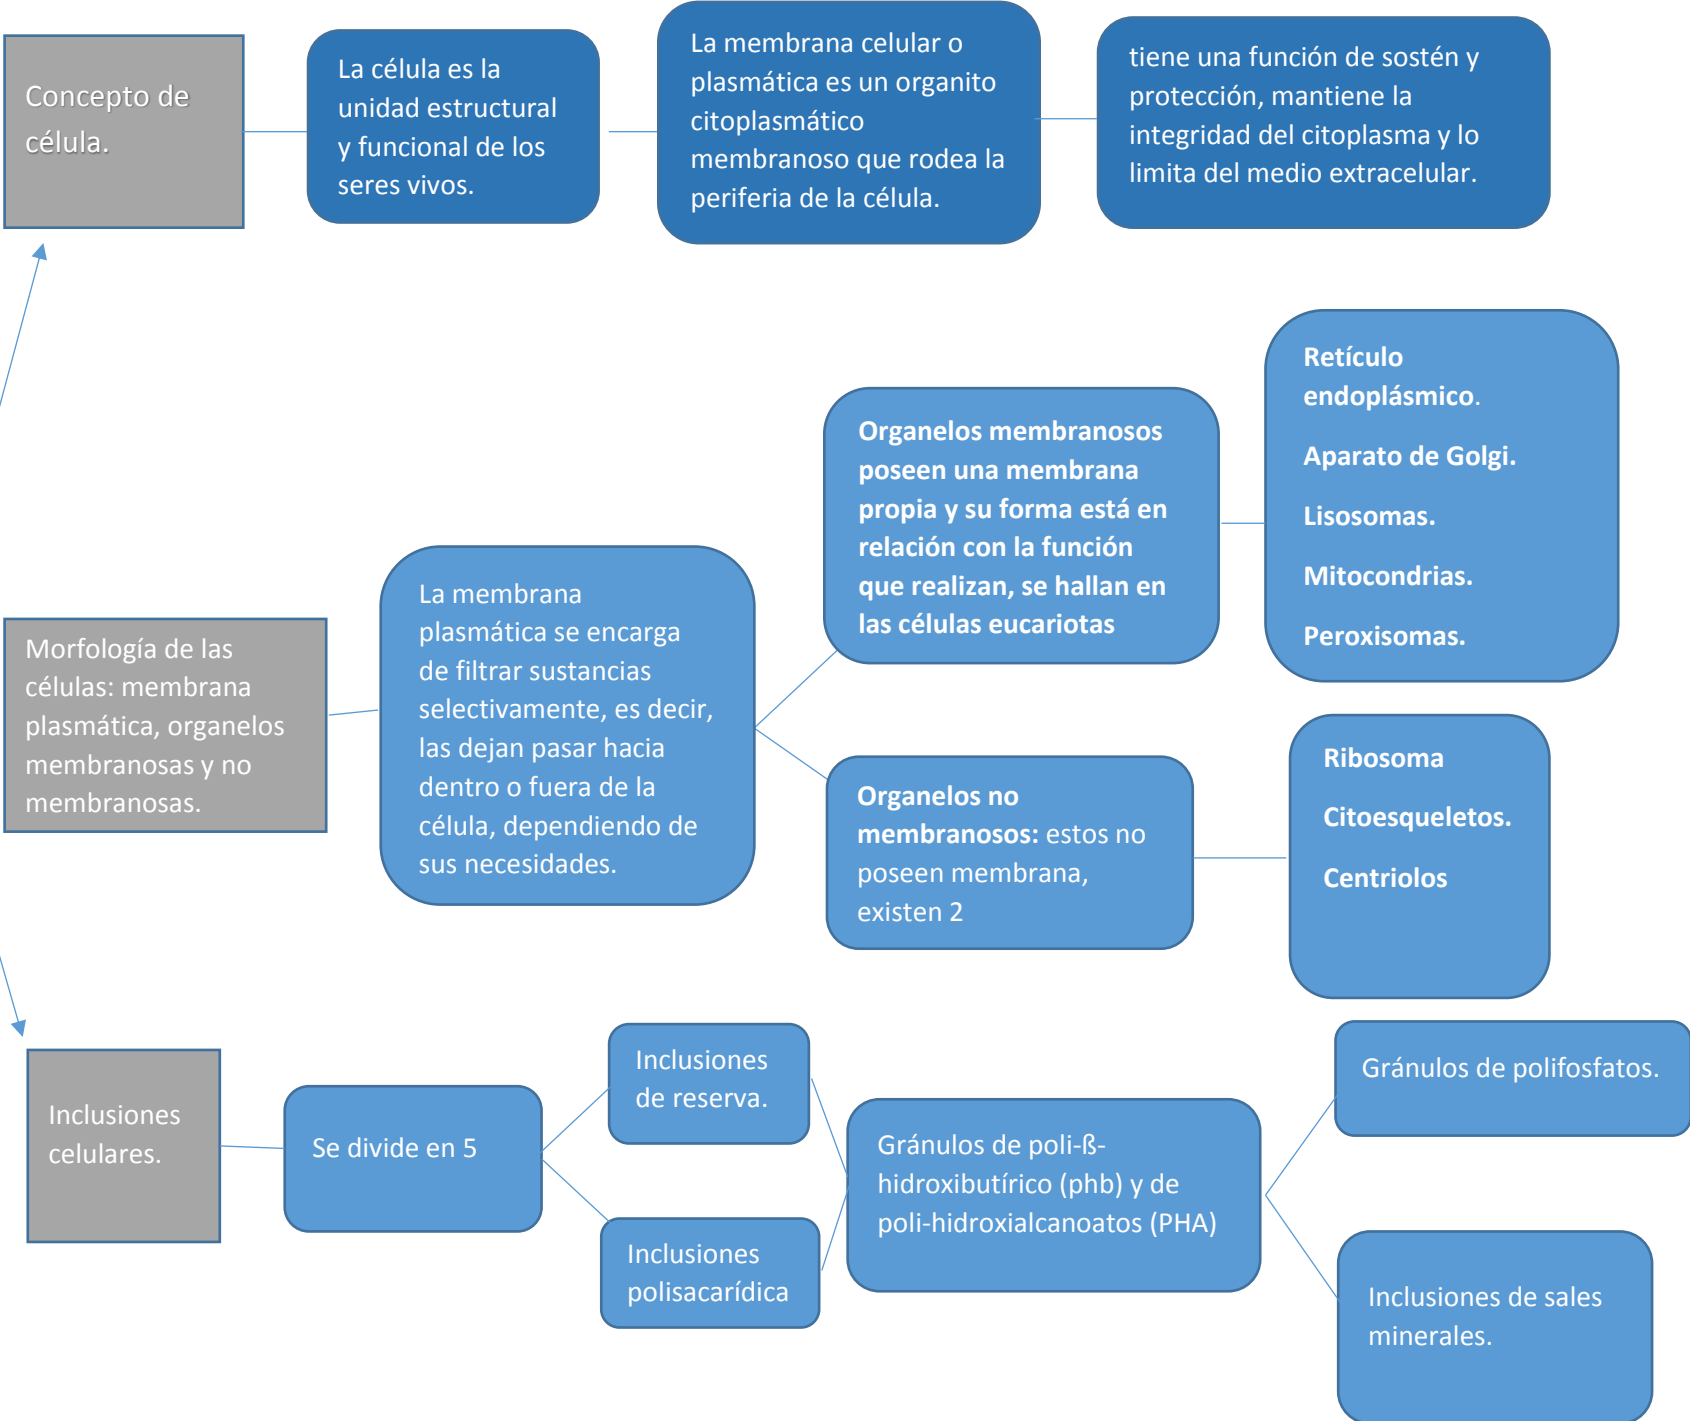 Concepto de
célula.
La célula es la
unidad estructural
y funcional de los
seres vivos.
La membrana celular o
plasmática es un organito
citoplasmático
membranoso que rodea la
periferia de la célula.
tiene una función de sostén y
protección, mantiene la
integridad del citoplasma y lo
limita del medio extracelular.
Morfología de las
células: membrana
plasmática, organelos
membranosas y no
membranosas.
La membrana
plasmática se encarga
de filtrar sustancias
selectivamente, es decir,
las dejan pasar hacia
dentro o fuera de la
célula, dependiendo de
sus necesidades.
Organelos membranosos
poseen una membrana
propia y su forma está en
relación con la función
que realizan, se hallan en
las células eucariotas
Retículo
endoplásmico.
Aparato de Golgi.
Lisosomas.
Mitocondrias.
Peroxisomas.
Organelos no
membranosos: estos no
poseen membrana,
existen 2
Ribosoma
Citoesqueletos.
Centriolos
Inclusiones
celulares.
Se divide en 5
Inclusiones
de reserva.
Inclusiones
polisacarídica
Gránulos de poli-ß-
hidroxibutírico (phb) y de
poli-hidroxialcanoatos (PHA)
Gránulos de polifosfatos.
Inclusiones de sales
minerales.